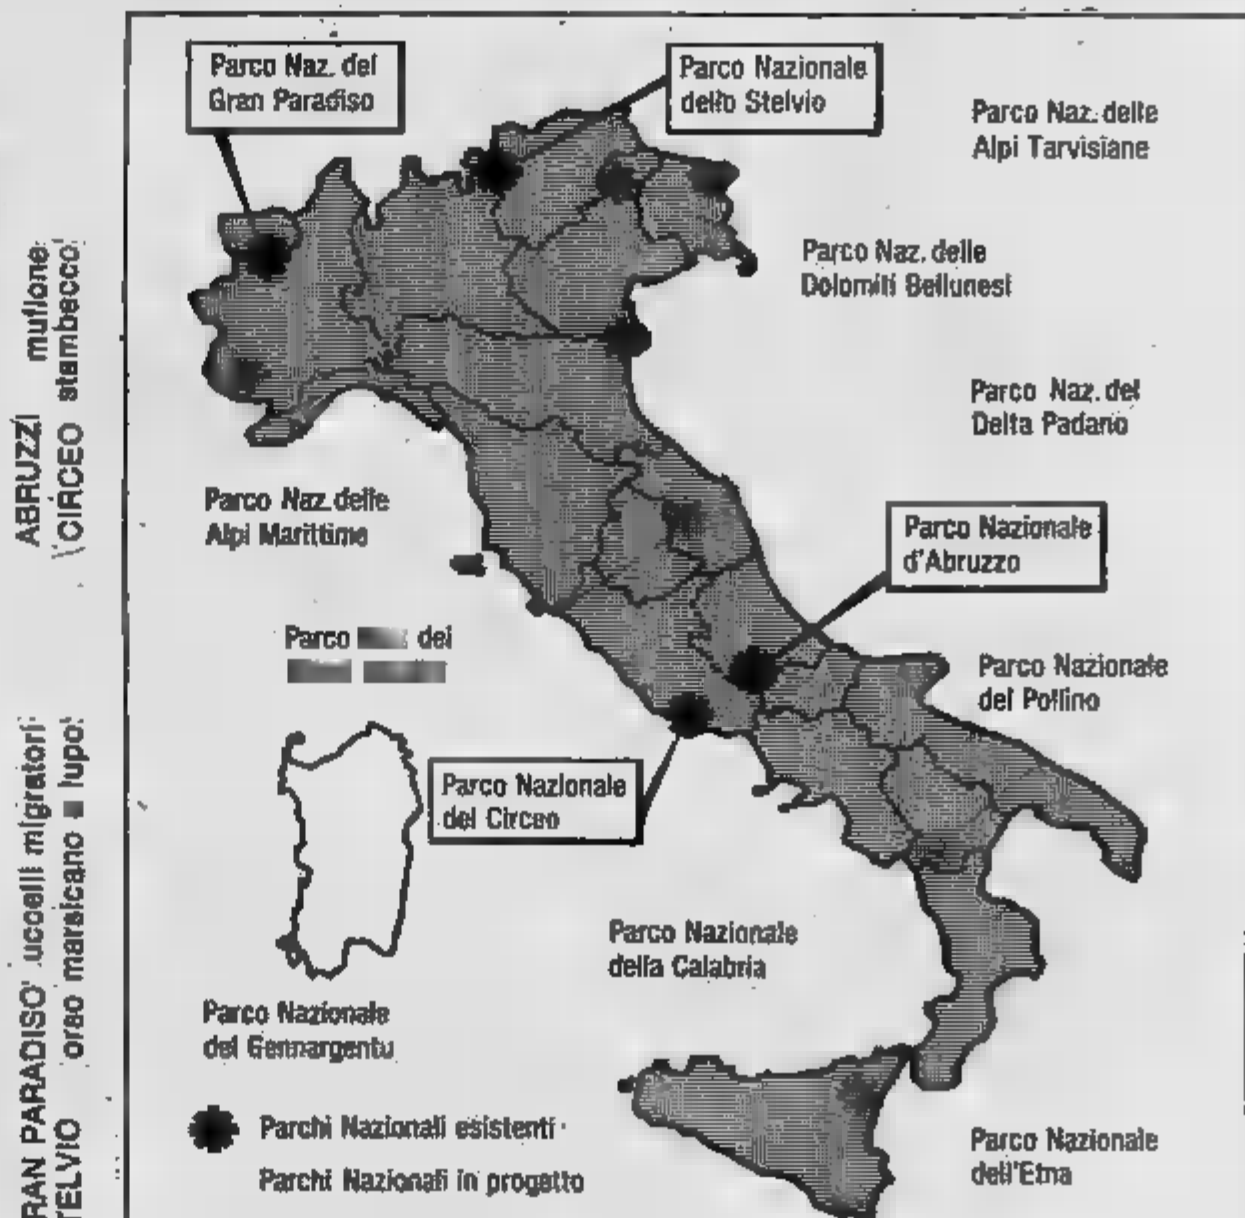 Parco Naz. del
Gran Paradiso
Parco Nazionale
dello Stelvio
Parco Naz. delle
Alpi Tarvisiane
Parco Naz. delle
Dolomiti Bellunesi
Parco Naz. del
Delta Padano
Parco Naz. delle
Alpi Marittime
Parco Nazionale
d'Abruzzo
Parco dei
Parco Nazionale
del Pollino
Parco Nazionale
del Circeo
Parco Nazionale
della Calabria
Parco Nazionale
del Gennargentu
Parchi Nazionali esistenti
Parchi Nazionali in progetto
Parco Nazionale
dell'Etna
ABRUZZI muflone
CIRCEO stambecco
RAN PARADISO uccelli migratori
TELVIO orso marsicano lupo